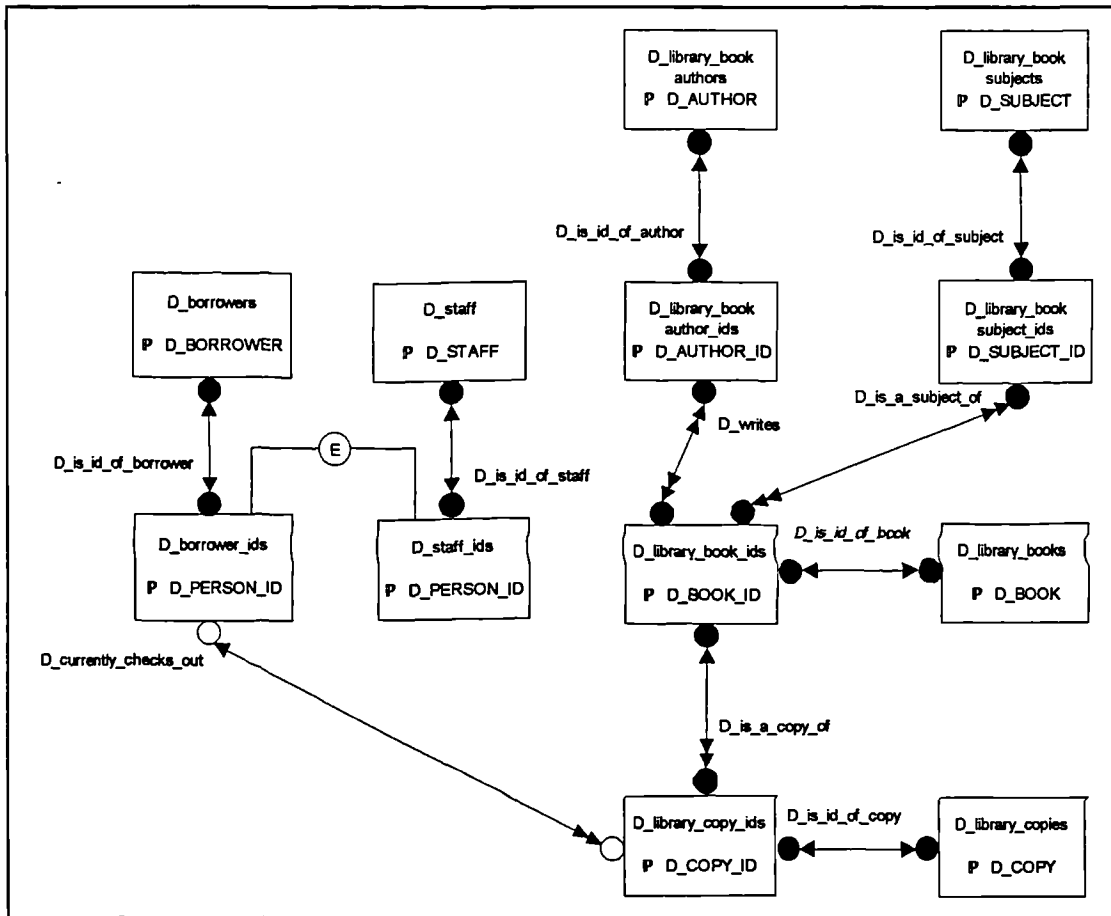 D_library_book
authors
ℙ D_AUTHOR
D_library_book
subjects
ℙ D_SUBJECT
D_is_id_of_author
D_is_id_of_subject
D_borrowers
ℙ D_BORROWER
D_staff
ℙ D_STAFF
D_library_book
author_ids
ℙ D_AUTHOR_ID
D_library_book
subject_ids
ℙ D_SUBJECT_ID
D_is_a_subject_of
D_writes
E
D_is_id_of_borrower
D_is_id_of_staff
D_borrower_ids
ℙ D_PERSON_ID
D_staff_ids
ℙ D_PERSON_ID
D_library_book_ids
ℙ D_BOOK_ID
D_is_id_of_book
D_library_books
ℙ D_BOOK
D_currently_checks_out
D_is_a_copy_of
D_library_copy_ids
ℙ D_COPY_ID
D_is_id_of_copy
D_library_copies
ℙ D_COPY